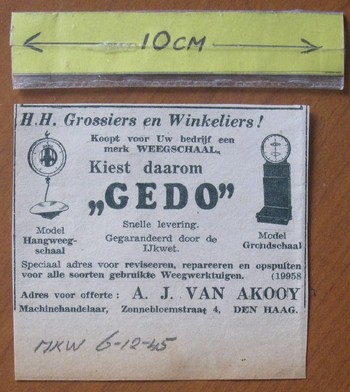 10CM
H.H. Grossiers en Winkeliers!
Koopt voor Uw bedrijf een
merk WEEGSCHAAL.
Kiest daarom
„GEDO”
Snelle levering.
Gegarandeerd door de
IJkwet.
Model
Hangweeg-
schaal
Model
Grondschaal
Speciaal adres voor reviseeren, repareeren en opspuiten
voor alle soorten gebruikte Weegwerktuigen. (19958
Adres voor offerte: A. J. VAN AKOOY
Machinehandelaar, Zonnebloemstraat 4, DEN HAAG.
MKW 6-12-45